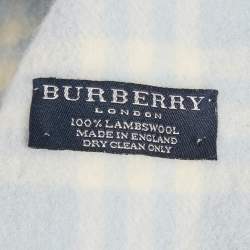 BURBERRY
LONDON
100% LAMBSWOOL
MADE IN ENGLAND
DRY CLEAN ONLY